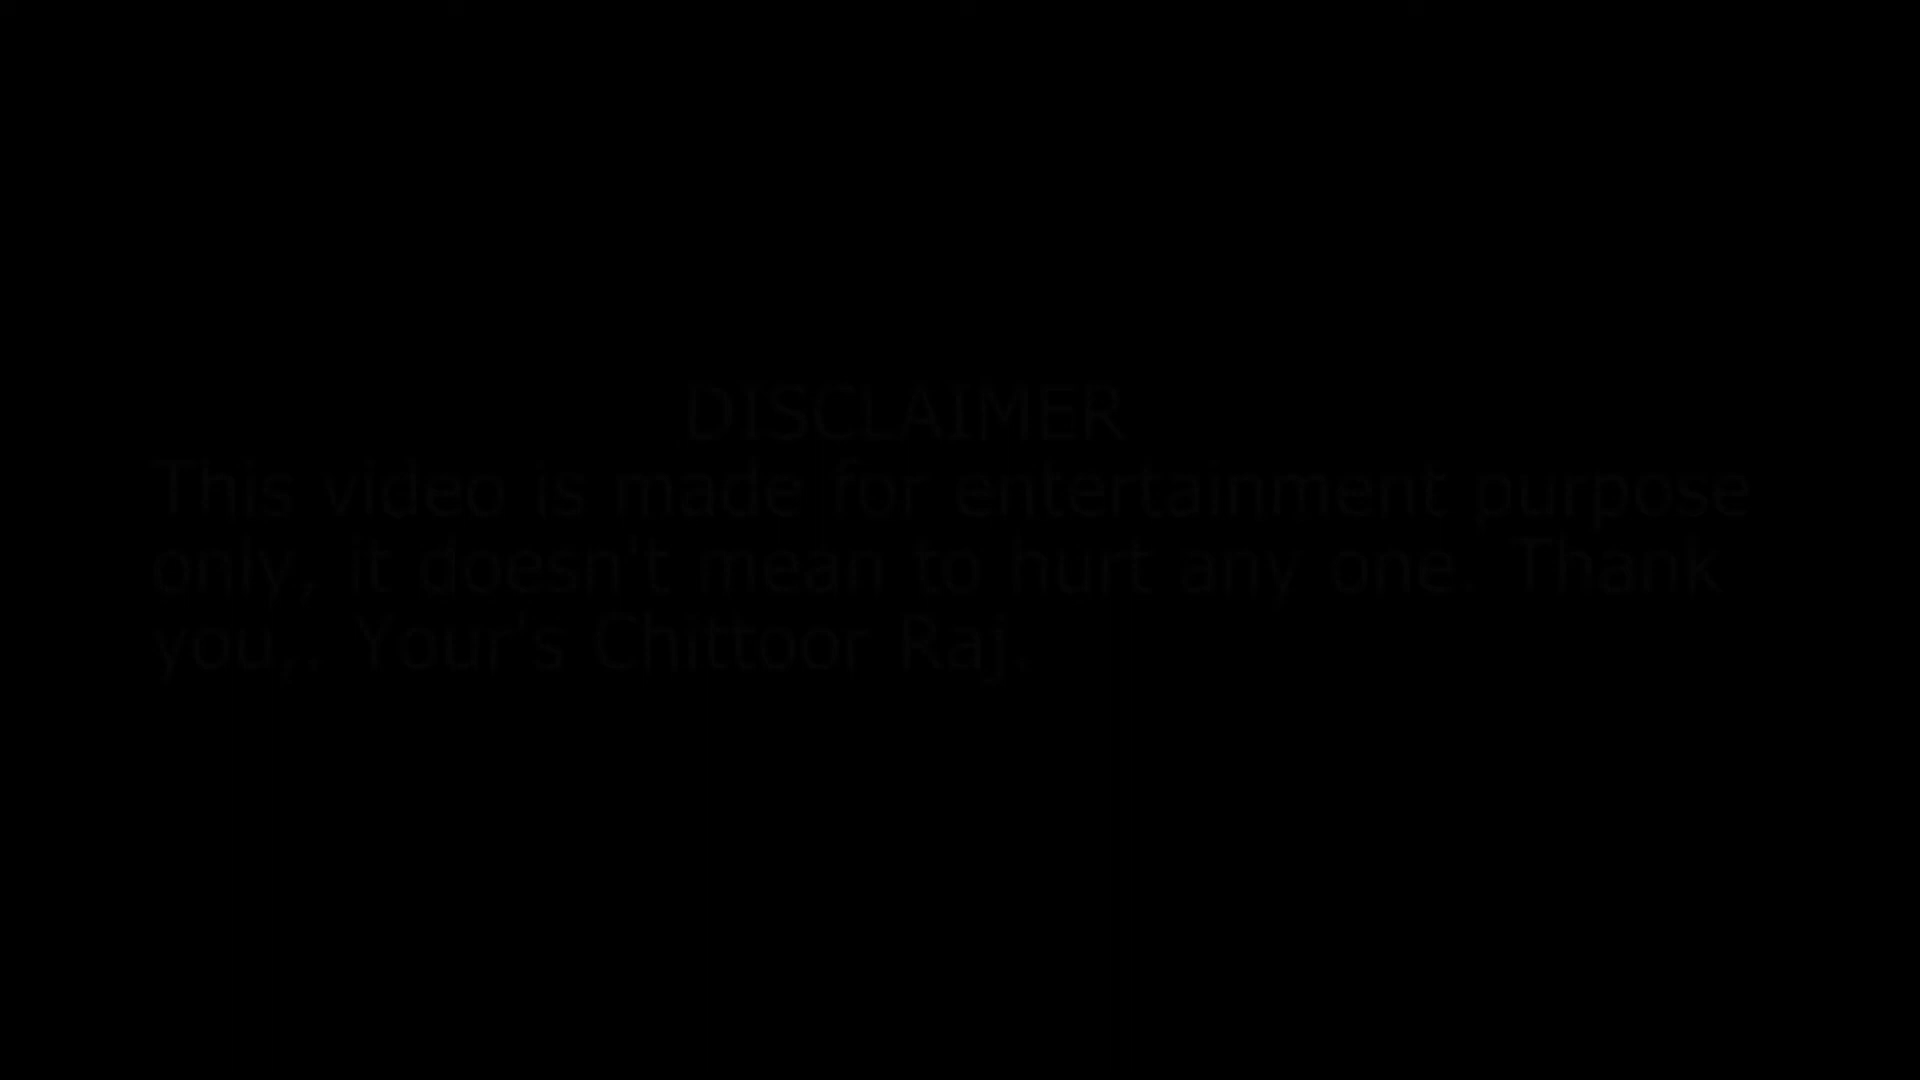 DISCLAIMER
This video is made for entertainment purpose
only, it doesn't mean to hurt any one. Thank
you,. Your's Chittoor Raj.